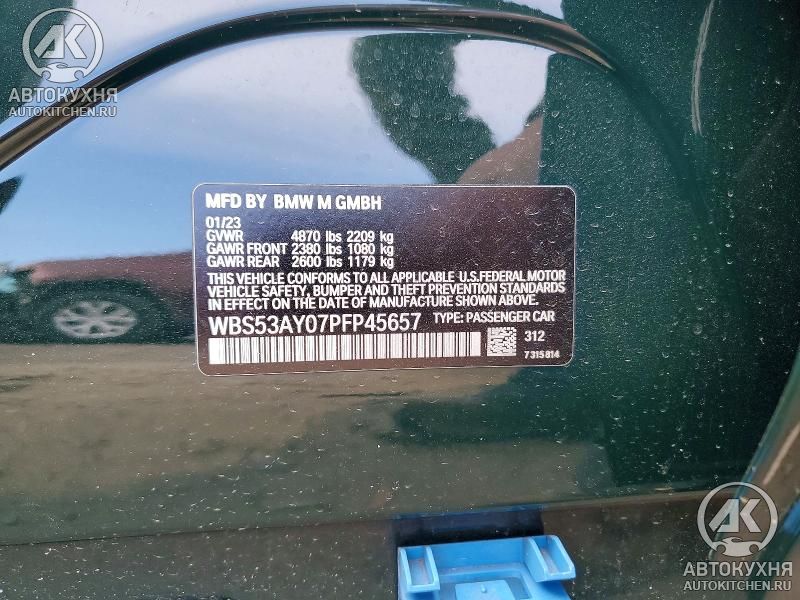 АК
АВТОКУХНЯ
AUTOKITCHEN.RU
MFD BY BMW M GMBH
01/23
GVWR 4870 lbs 2209 kg
GAWR FRONT 2380 lbs 1080 kg
GAWR REAR 2600 lbs 1179 kg
THIS VEHICLE CONFORMS TO ALL APPLICABLE U.S.FEDERAL MOTOR
VEHICLE SAFETY, BUMPER AND THEFT PREVENTION STANDARDS
IN EFFECT ON THE DATE OF MANUFACTURE SHOWN ABOVE.
WBS53AY07PFP45657 TYPE: PASSENGER CAR
312
7315814
АК
АВТОКУХНЯ
AUTOKITCHEN.RU